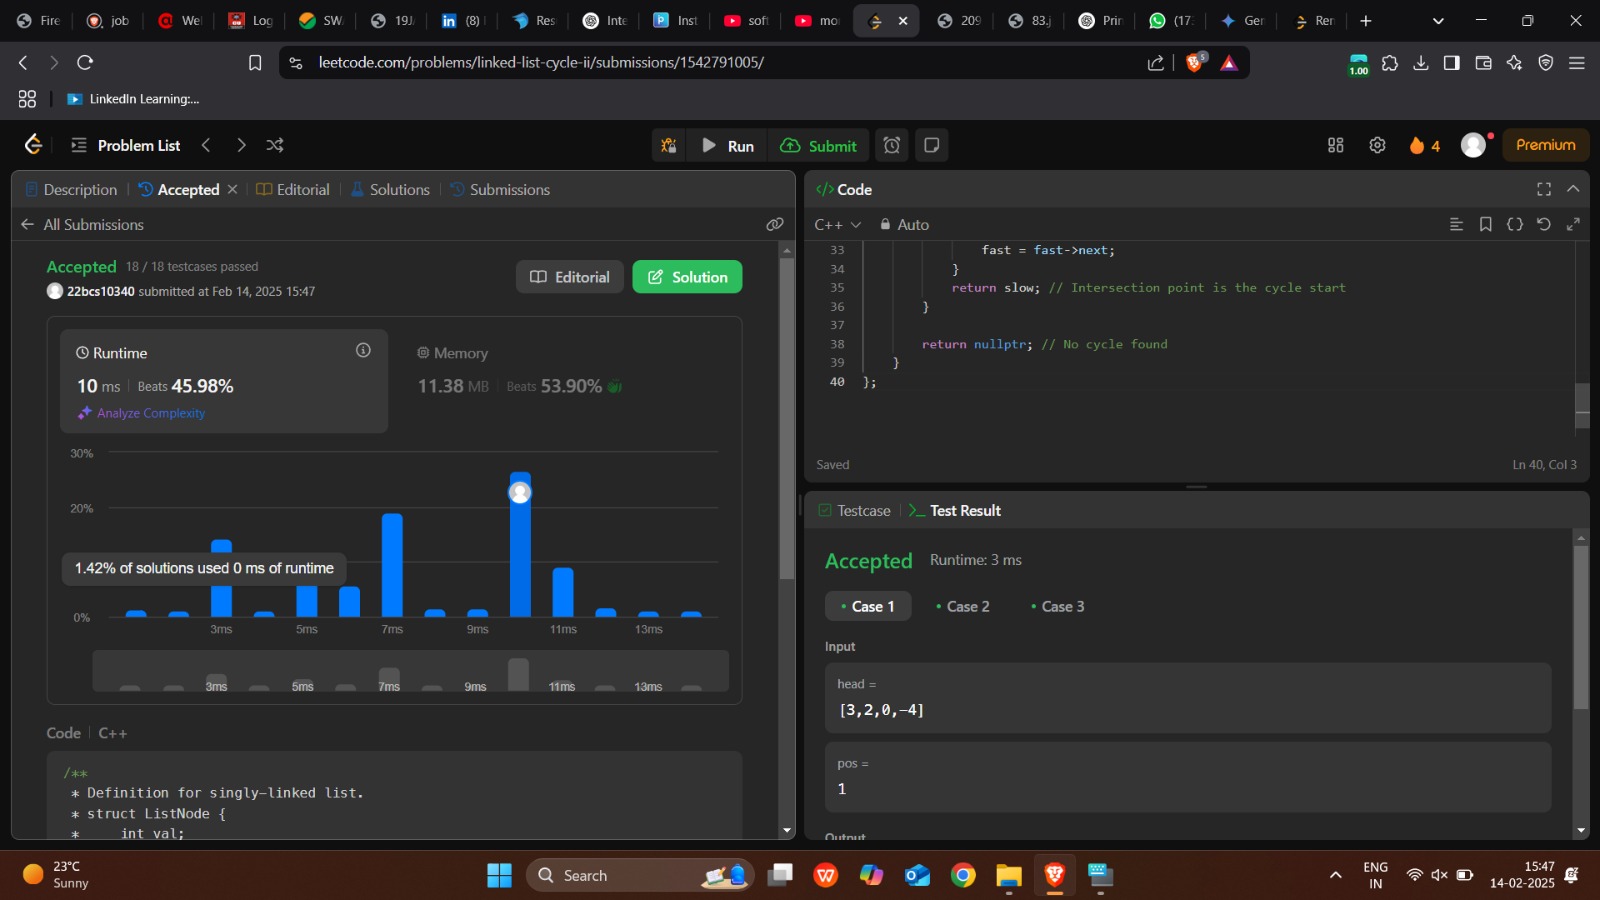 Fire
job
Wel
Log
SWA
19J
(8)
Res
Inte
Inst
soft
mo
209
83.j
Prin
(17
Gen
Ren
leetcode.com/problems/linked-list-cycle-ii/submissions/1542791005/
5
1.00
LinkedIn Learning:...
Problem List
Run
Submit
4
Premium
Description
Accepted
Editorial
Solutions
Submissions
All Submissions
Accepted 18 / 18 testcases passed
22bcs10340 submitted at Feb 14, 2025 15:47
Editorial
Solution
Runtime
10 ms Beats 45.98%
Analyze Complexity
Memory
11.38 MB Beats 53.90%
30%
20%
1.42% of solutions used 0 ms of runtime
0%
3ms 5ms 7ms 9ms 11ms 13ms
3ms 5ms 7ms 9ms 11ms 13ms
Code C++
/**
* Definition for singly-linked list.
* struct ListNode {
* int val;
</> Code
C++ Auto
33 fast = fast->next;
34 }
35 return slow; // Intersection point is the cycle start
36 }
37
38 return nullptr; // No cycle found
39 }
40 };
Saved
Ln 40, Col 3
Testcase
Test Result
Accepted Runtime: 3 ms
Case 1
Case 2
Case 3
Input
head =
[3,2,0,-4]
pos =
1
Output
23°C
Sunny
Search
ENG
IN
15:47
14-02-2025